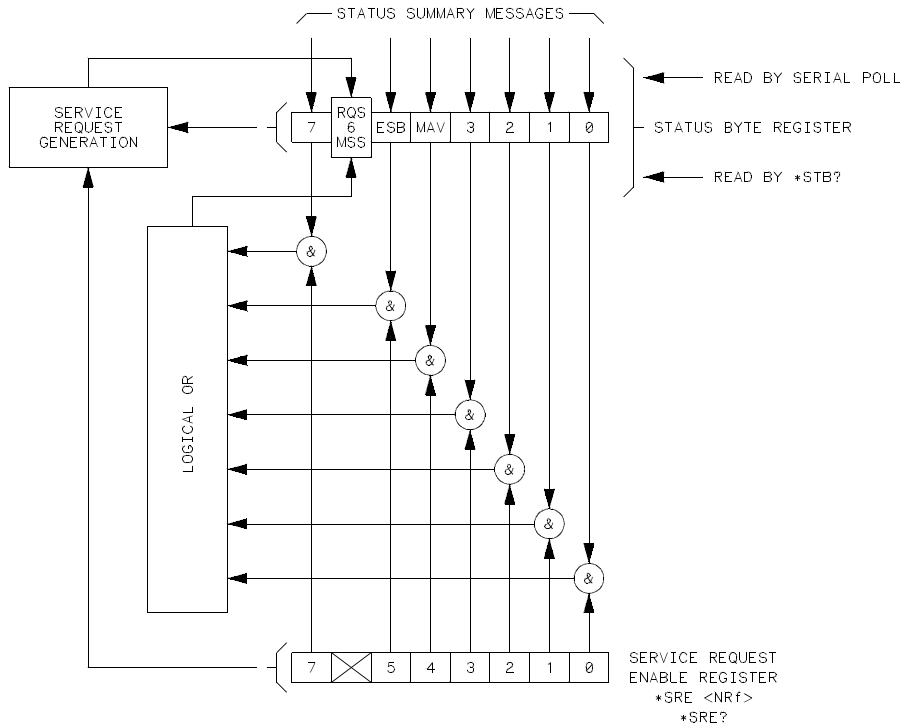 STATUS SUMMARY MESSAGES
READ BY SERIAL POLL
SERVICE
REQUEST
GENERATION
7
RQS
6
MSS
ESB
MAV
3
2
1
0
STATUS BYTE REGISTER
READ BY *STB?
&
&
&
&
&
&
&
LOGICAL OR
7
5
4
3
2
1
0
SERVICE REQUEST
ENABLE REGISTER
*SRE <NRf>
*SRE?